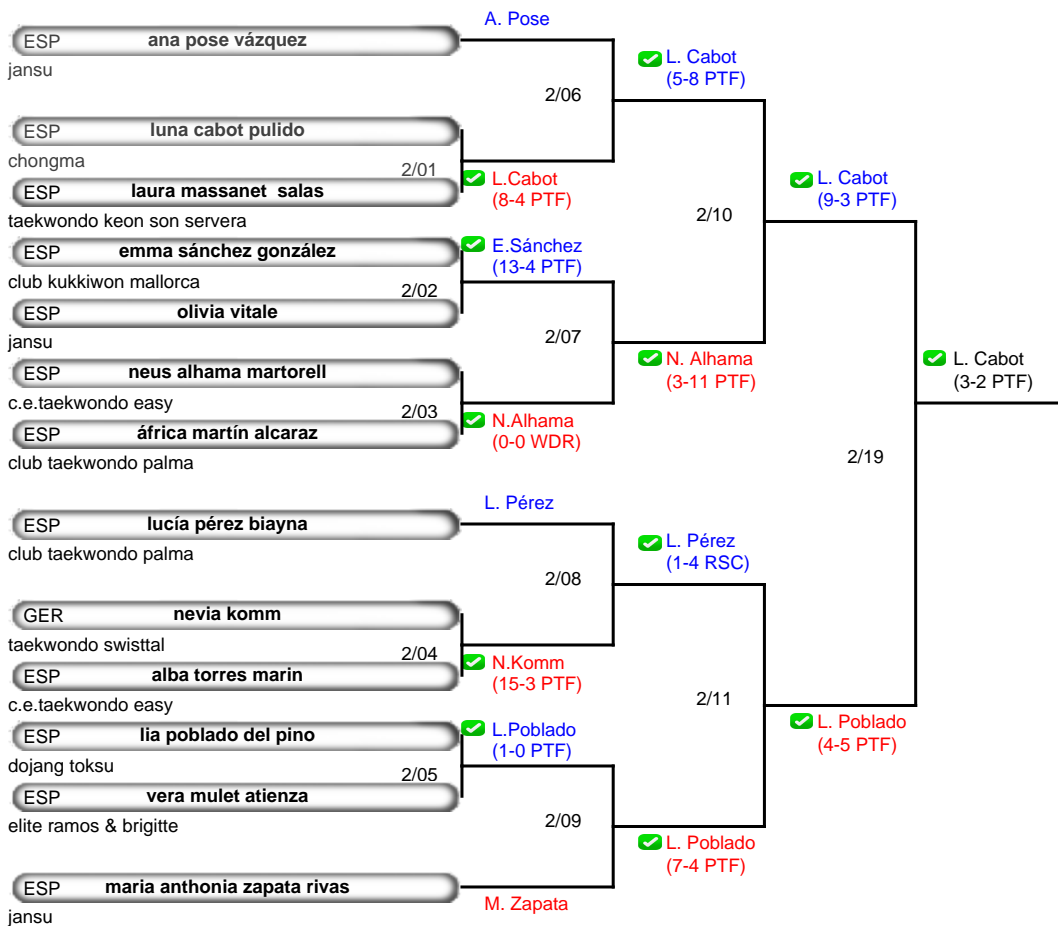 A. Pose
ESP ana pose vázquez
jansu
L. Cabot
(5-8 PTF)
2/06
ESP luna cabot pulido
chongma
2/01
L.Cabot
(8-4 PTF)
ESP laura massanet salas
taekwondo keon son servera
L. Cabot
(9-3 PTF)
2/10
ESP emma sánchez gonzález
club kukkiwon mallorca
E.Sánchez
(13-4 PTF)
2/02
ESP olivia vitale
jansu
2/07
ESP neus alhama martorell
c.e.taekwondo easy
N. Alhama
(3-11 PTF)
L. Cabot
(3-2 PTF)
2/03
ESP áfrica martín alcaraz
club taekwondo palma
N.Alhama
(0-0 WDR)
2/19
L. Pérez
ESP lucía pérez biayna
club taekwondo palma
L. Pérez
(1-4 RSC)
2/08
GER nevia komm
taekwondo swisttal
2/04
N.Komm
(15-3 PTF)
ESP alba torres marin
c.e.taekwondo easy
2/11
L. Poblado
(4-5 PTF)
ESP lia poblado del pino
dojang toksu
L.Poblado
(1-0 PTF)
2/05
ESP vera mulet atienza
elite ramos & brigitte
2/09
L. Poblado
(7-4 PTF)
ESP maria anthonia zapata rivas
jansu
M. Zapata